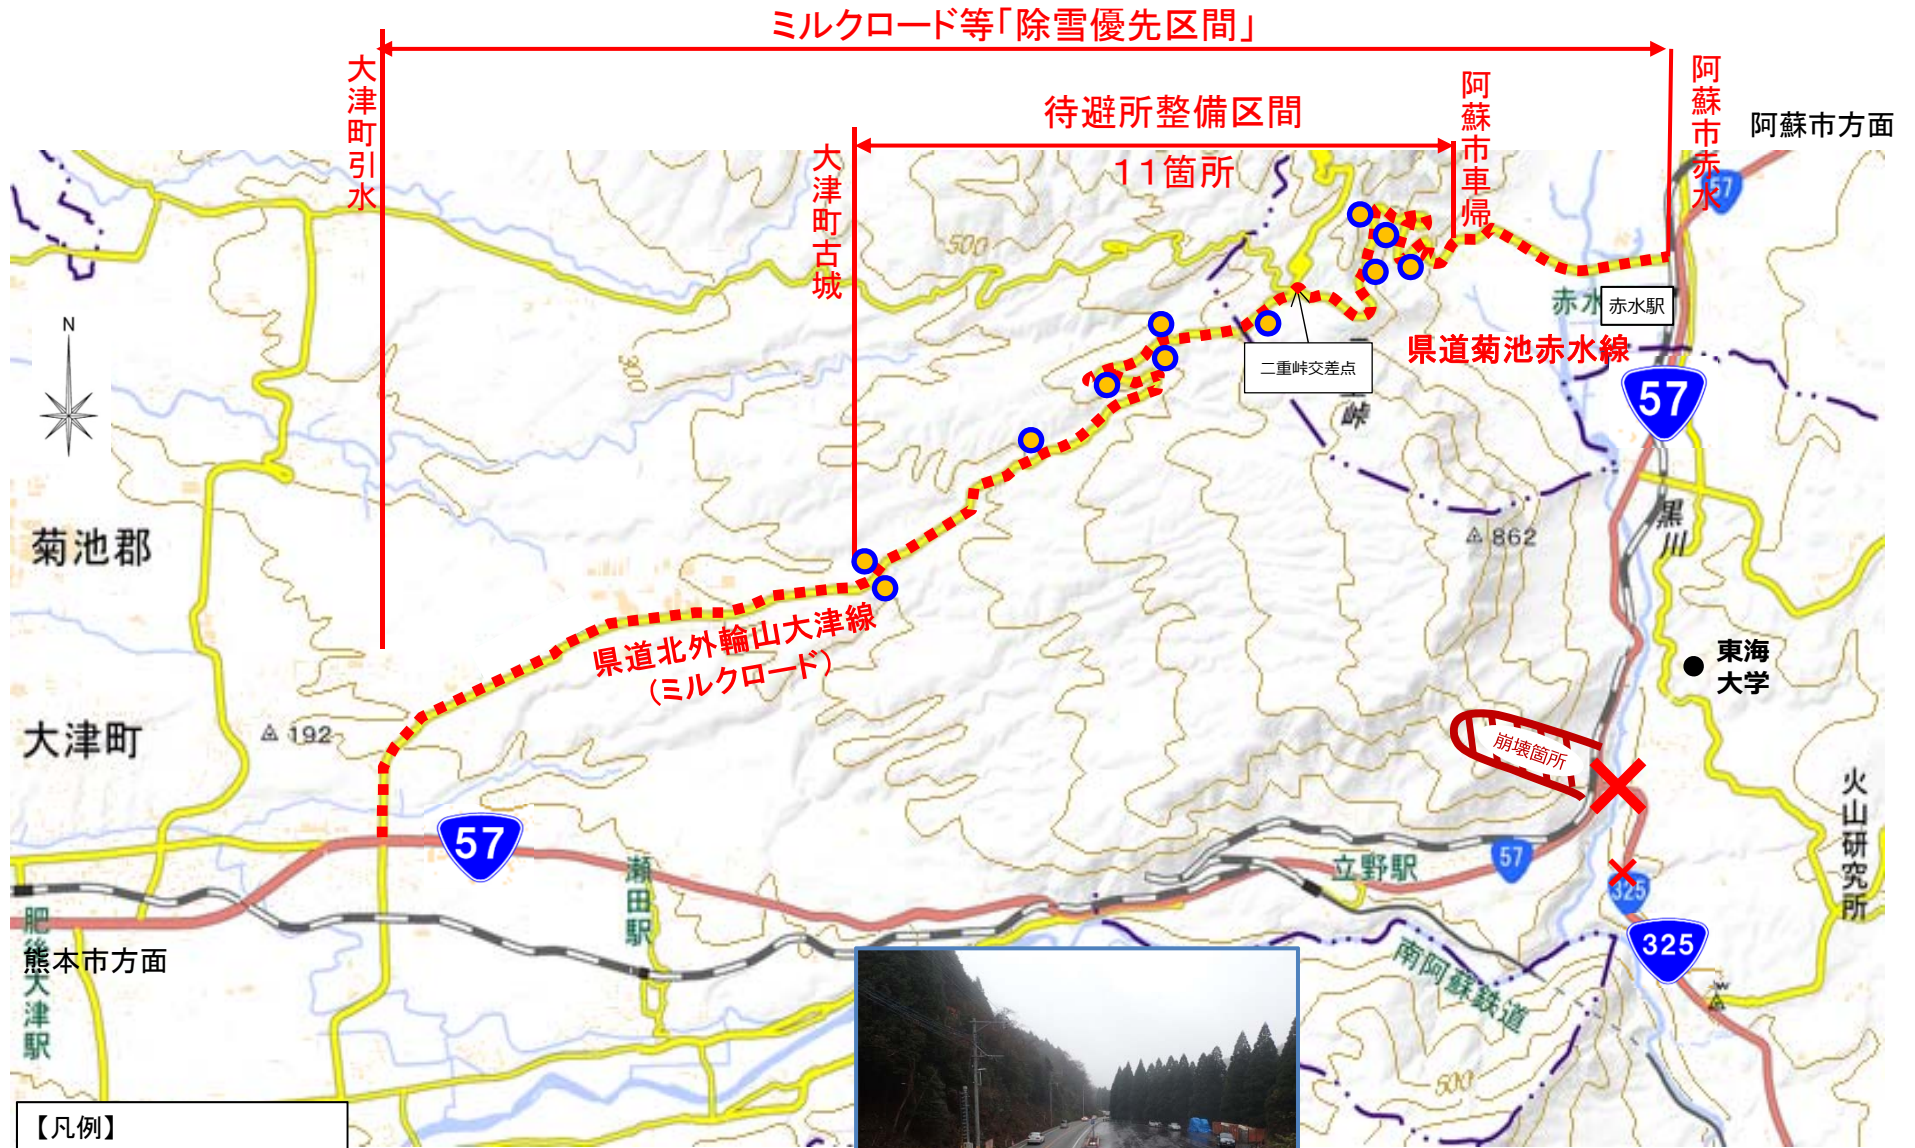 ミルクロード等「除雪優先区間」
大津町引水
待避所整備区間
11箇所
大津町古城
阿蘇市車帰
阿蘇市赤水
阿蘇市方面
57
500
300
N
赤水
赤水駅
県道菊池赤水線
二重峠交差点
峠
57
黒川
862
菊池郡
県道北外輪山大津線
(ミルクロード)
東海
大学
大津町
192
崩壊箇所
火山研究所
57
瀬田駅
立野駅
57
325
325
肥後大津駅
熊本市方面
南阿蘇鉄道
500
【凡例】